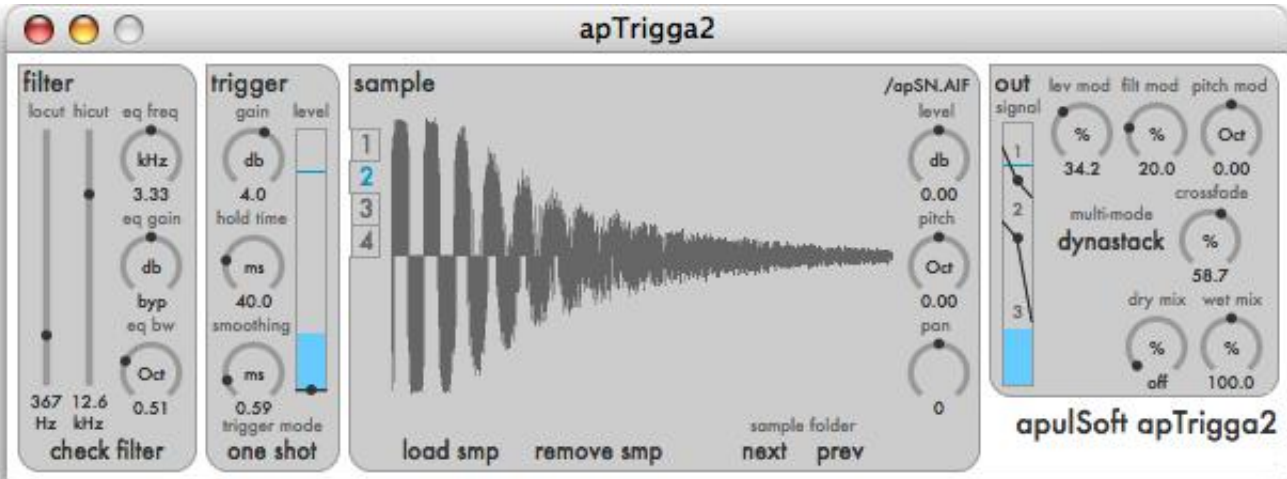 apTrigga2
filter
locut hicut eq freq
kHz
3.33
eq gain
db
byp
eq bw
Oct
0.51
367 Hz
12.6 kHz
check filter
trigger
gain level
db
4.0
hold time
ms
40.0
smoothing
ms
0.59
trigger mode
one shot
sample
/apSN.AIF
1
2
3
4
level
db
0.00
pitch
Oct
0.00
pan
0
sample folder
load smp remove smp next prev
out
signal
lev mod filt mod pitch mod
% % Oct
34.2 20.0 0.00
1
2
3
crossfade
multi-mode
dynastack
%
58.7
dry mix wet mix
% %
off 100.0
apulSoft apTrigga2